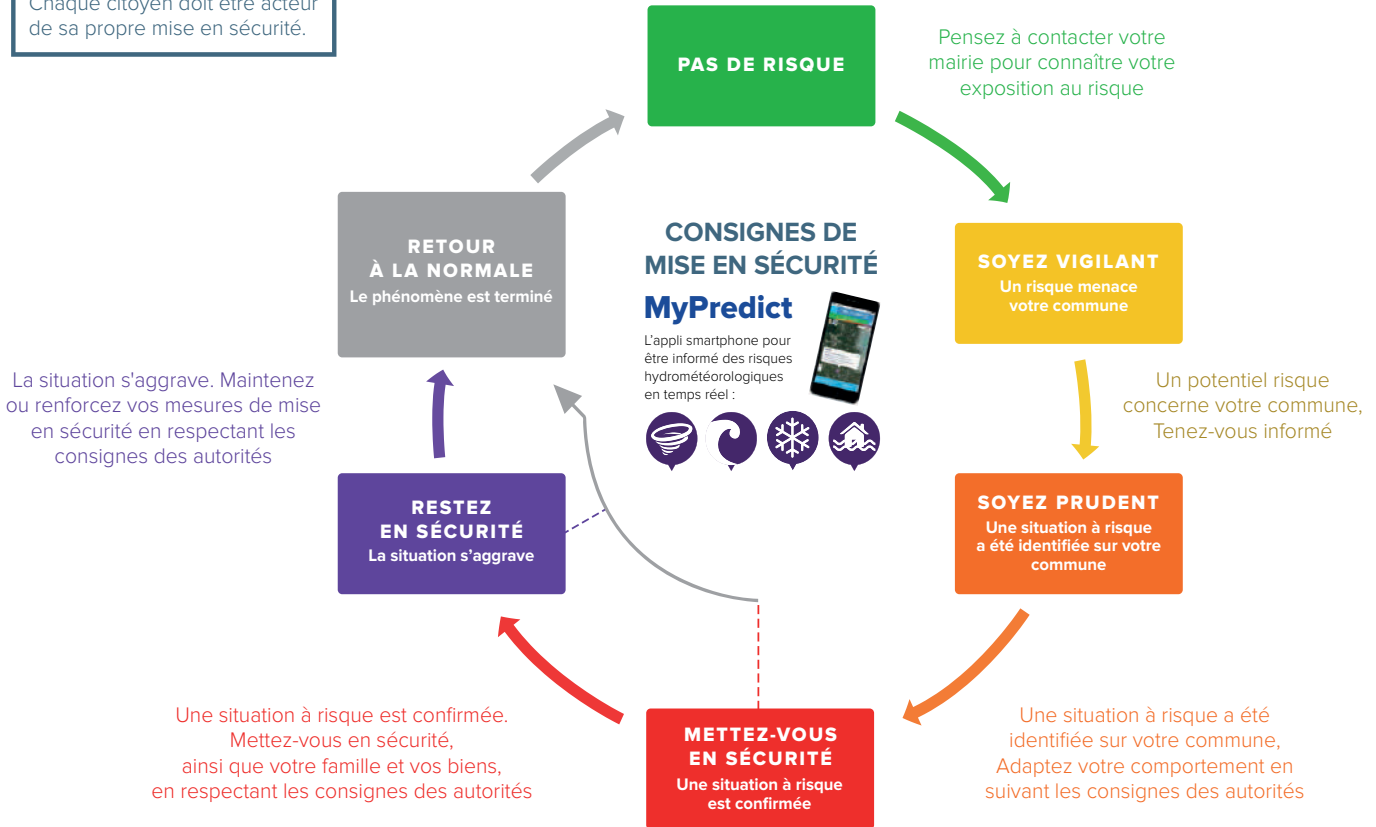 Chaque citoyen doit être acteur
de sa propre mise en sécurité.
PAS DE RISQUE
Pensez à contacter votre
mairie pour connaître votre
exposition au risque
SOYEZ VIGILANT
Un risque menace
votre commune
Un potentiel risque
concerne votre commune,
Tenez-vous informé
SOYEZ PRUDENT
Une situation à risque
a été identifiée sur votre
commune
Une situation à risque a été
identifiée sur votre commune,
Adaptez votre comportement en
suivant les consignes des autorités
METTEZ-VOUS
EN SÉCURITÉ
Une situation à risque
est confirmée
Une situation à risque est confirmée.
Mettez-vous en sécurité,
ainsi que votre famille et vos biens,
en respectant les consignes des autorités
RESTEZ
EN SÉCURITÉ
La situation s’aggrave
La situation s'aggrave. Maintenez
ou renforcez vos mesures de mise
en sécurité en respectant les
consignes des autorités
RETOUR
À LA NORMALE
Le phénomène est terminé
CONSIGNES DE
MISE EN SÉCURITÉ
MyPredict
L'appli smartphone pour
être informé des risques
hydrométéorologiques
en temps réel :